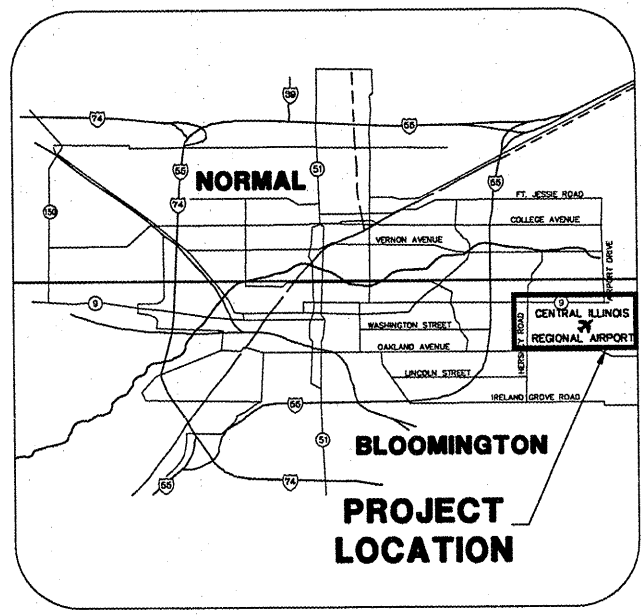 39
74
55
55
51
NORMAL
55
55
74
150
FT. JESSIE ROAD
COLLEGE AVENUE
VERNON AVENUE
AIRPORT DRIVE
9
9
CENTRAL ILLINOIS
REGIONAL AIRPORT
HERSHEY ROAD
WASHINGTON STREET
OAKLAND AVENUE
LINCOLN STREET
IRELAND GROVE ROAD
55
51
BLOOMINGTON
55
74
PROJECT
LOCATION